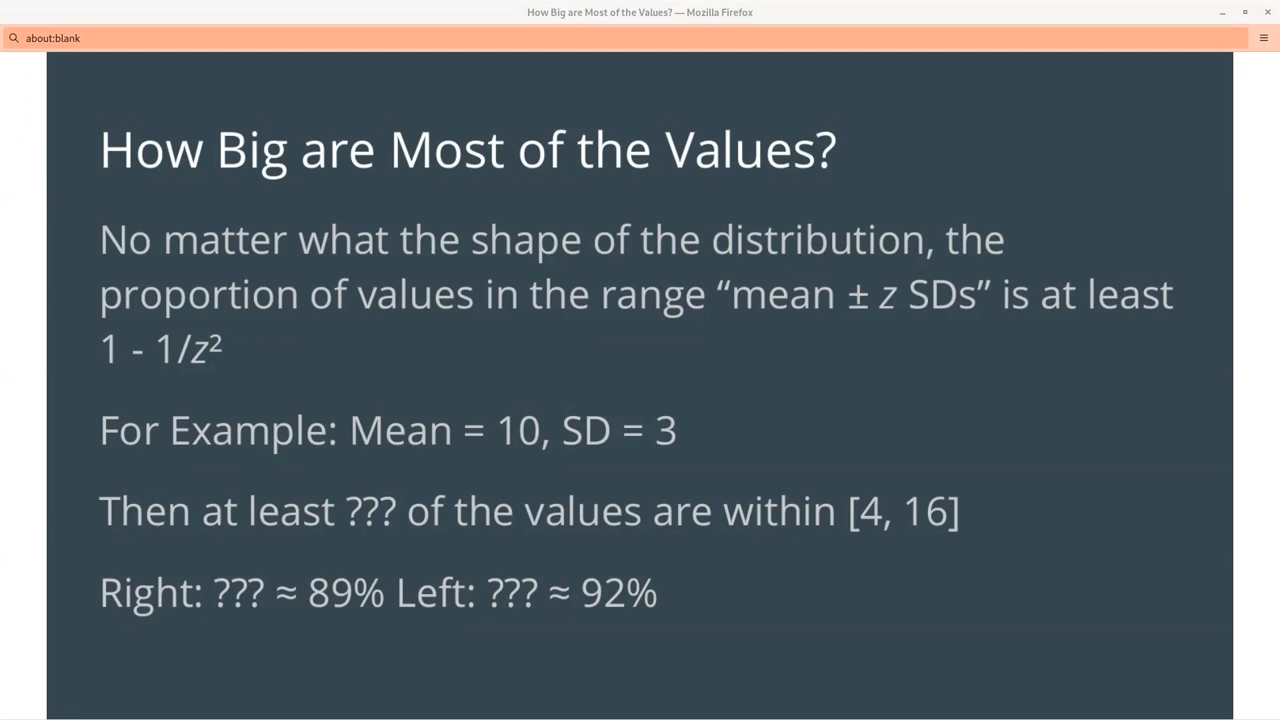 How Big are Most of the Values? — Mozilla Firefox
about:blank
How Big are Most of the Values?
No matter what the shape of the distribution, the
proportion of values in the range “mean ± z SDs” is at least
1 - 1/z²
For Example: Mean = 10, SD = 3
Then at least ??? of the values are within [4, 16]
Right: ??? ≈ 89% Left: ??? ≈ 92%